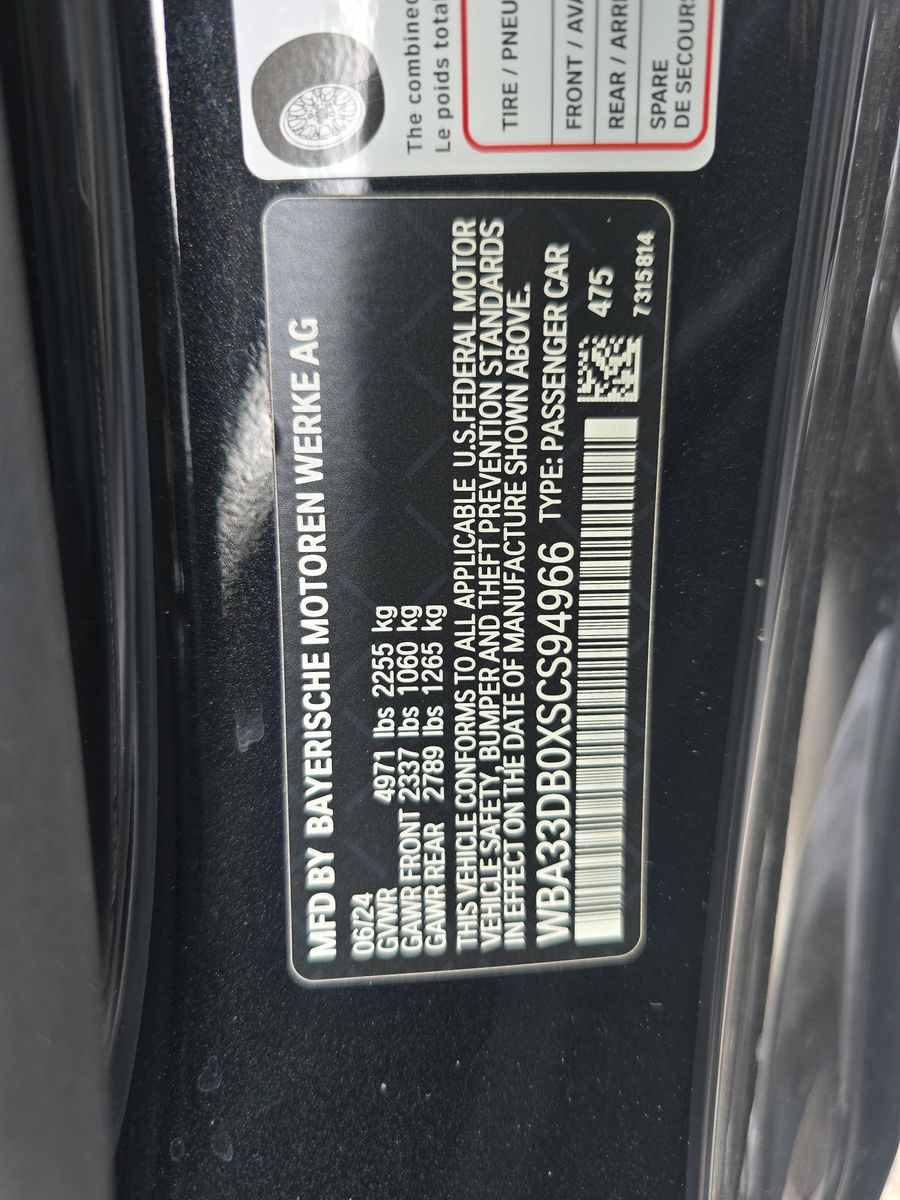 MFD BY BAYERISCHE MOTOREN WERKE AG
06/24
GVWR 4971 lbs 2255 kg
GAWR FRONT 2337 lbs 1060 kg
GAWR REAR 2789 lbs 1265 kg
THIS VEHICLE CONFORMS TO ALL APPLICABLE U.S. FEDERAL MOTOR
VEHICLE SAFETY, BUMPER AND THEFT PREVENTION STANDARDS
IN EFFECT ON THE DATE OF MANUFACTURE SHOWN ABOVE.
WBA33DB0XSCS94966 TYPE: PASSENGER CAR
475
7315814
The combined
Le poids total
TIRE / PNEU
FRONT / AVA
REAR / ARRI
SPARE
DE SECOURS